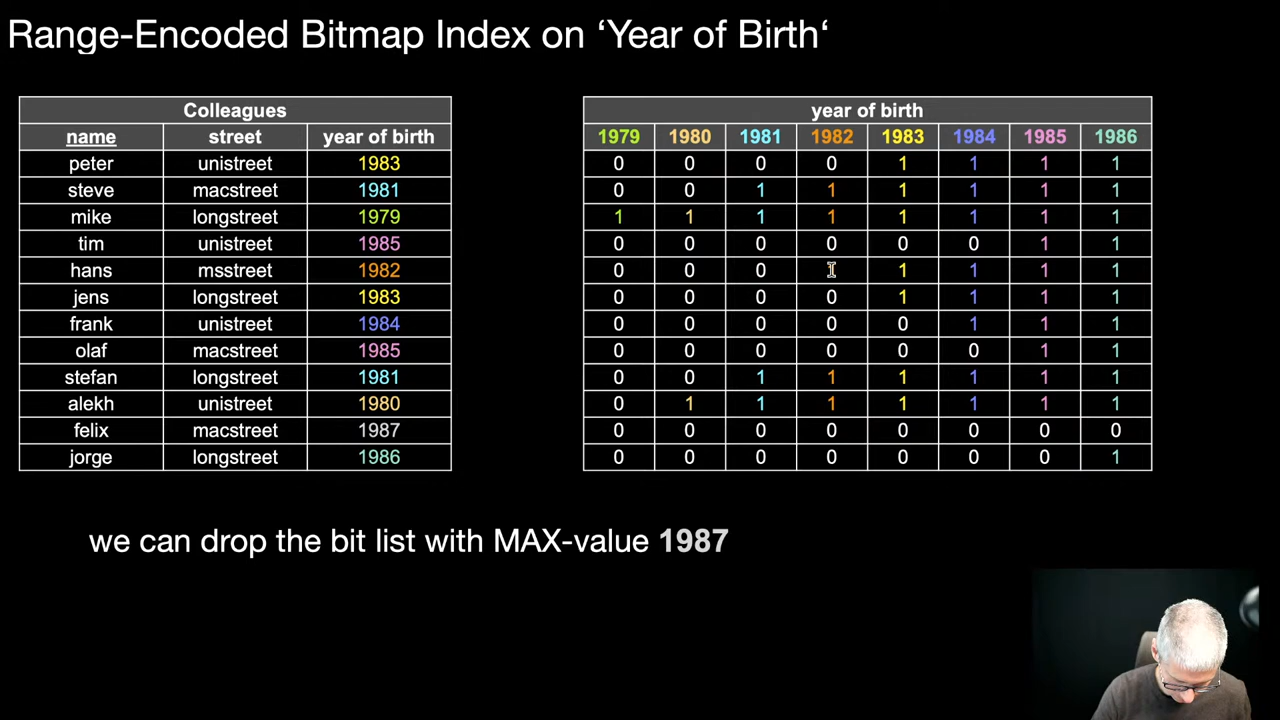 Range-Encoded Bitmap Index on ‘Year of Birth‘
Colleagues
name street year of birth
peter unistreet 1983
steve macstreet 1981
mike longstreet 1979
tim unistreet 1985
hans msstreet 1982
jens longstreet 1983
frank unistreet 1984
olaf macstreet 1985
stefan longstreet 1981
alekh unistreet 1980
felix macstreet 1987
jorge longstreet 1986
year of birth
1979 1980 1981 1982 1983 1984 1985 1986
0 0 0 0 1 1 1 1
0 0 1 1 1 1 1 1
1 1 1 1 1 1 1 1
0 0 0 0 0 0 1 1
0 0 0 1 1 1 1 1
0 0 0 0 1 1 1 1
0 0 0 0 0 1 1 1
0 0 0 0 0 0 1 1
0 0 1 1 1 1 1 1
0 1 1 1 1 1 1 1
0 0 0 0 0 0 0 0
0 0 0 0 0 0 0 1
we can drop the bit list with MAX-value 1987